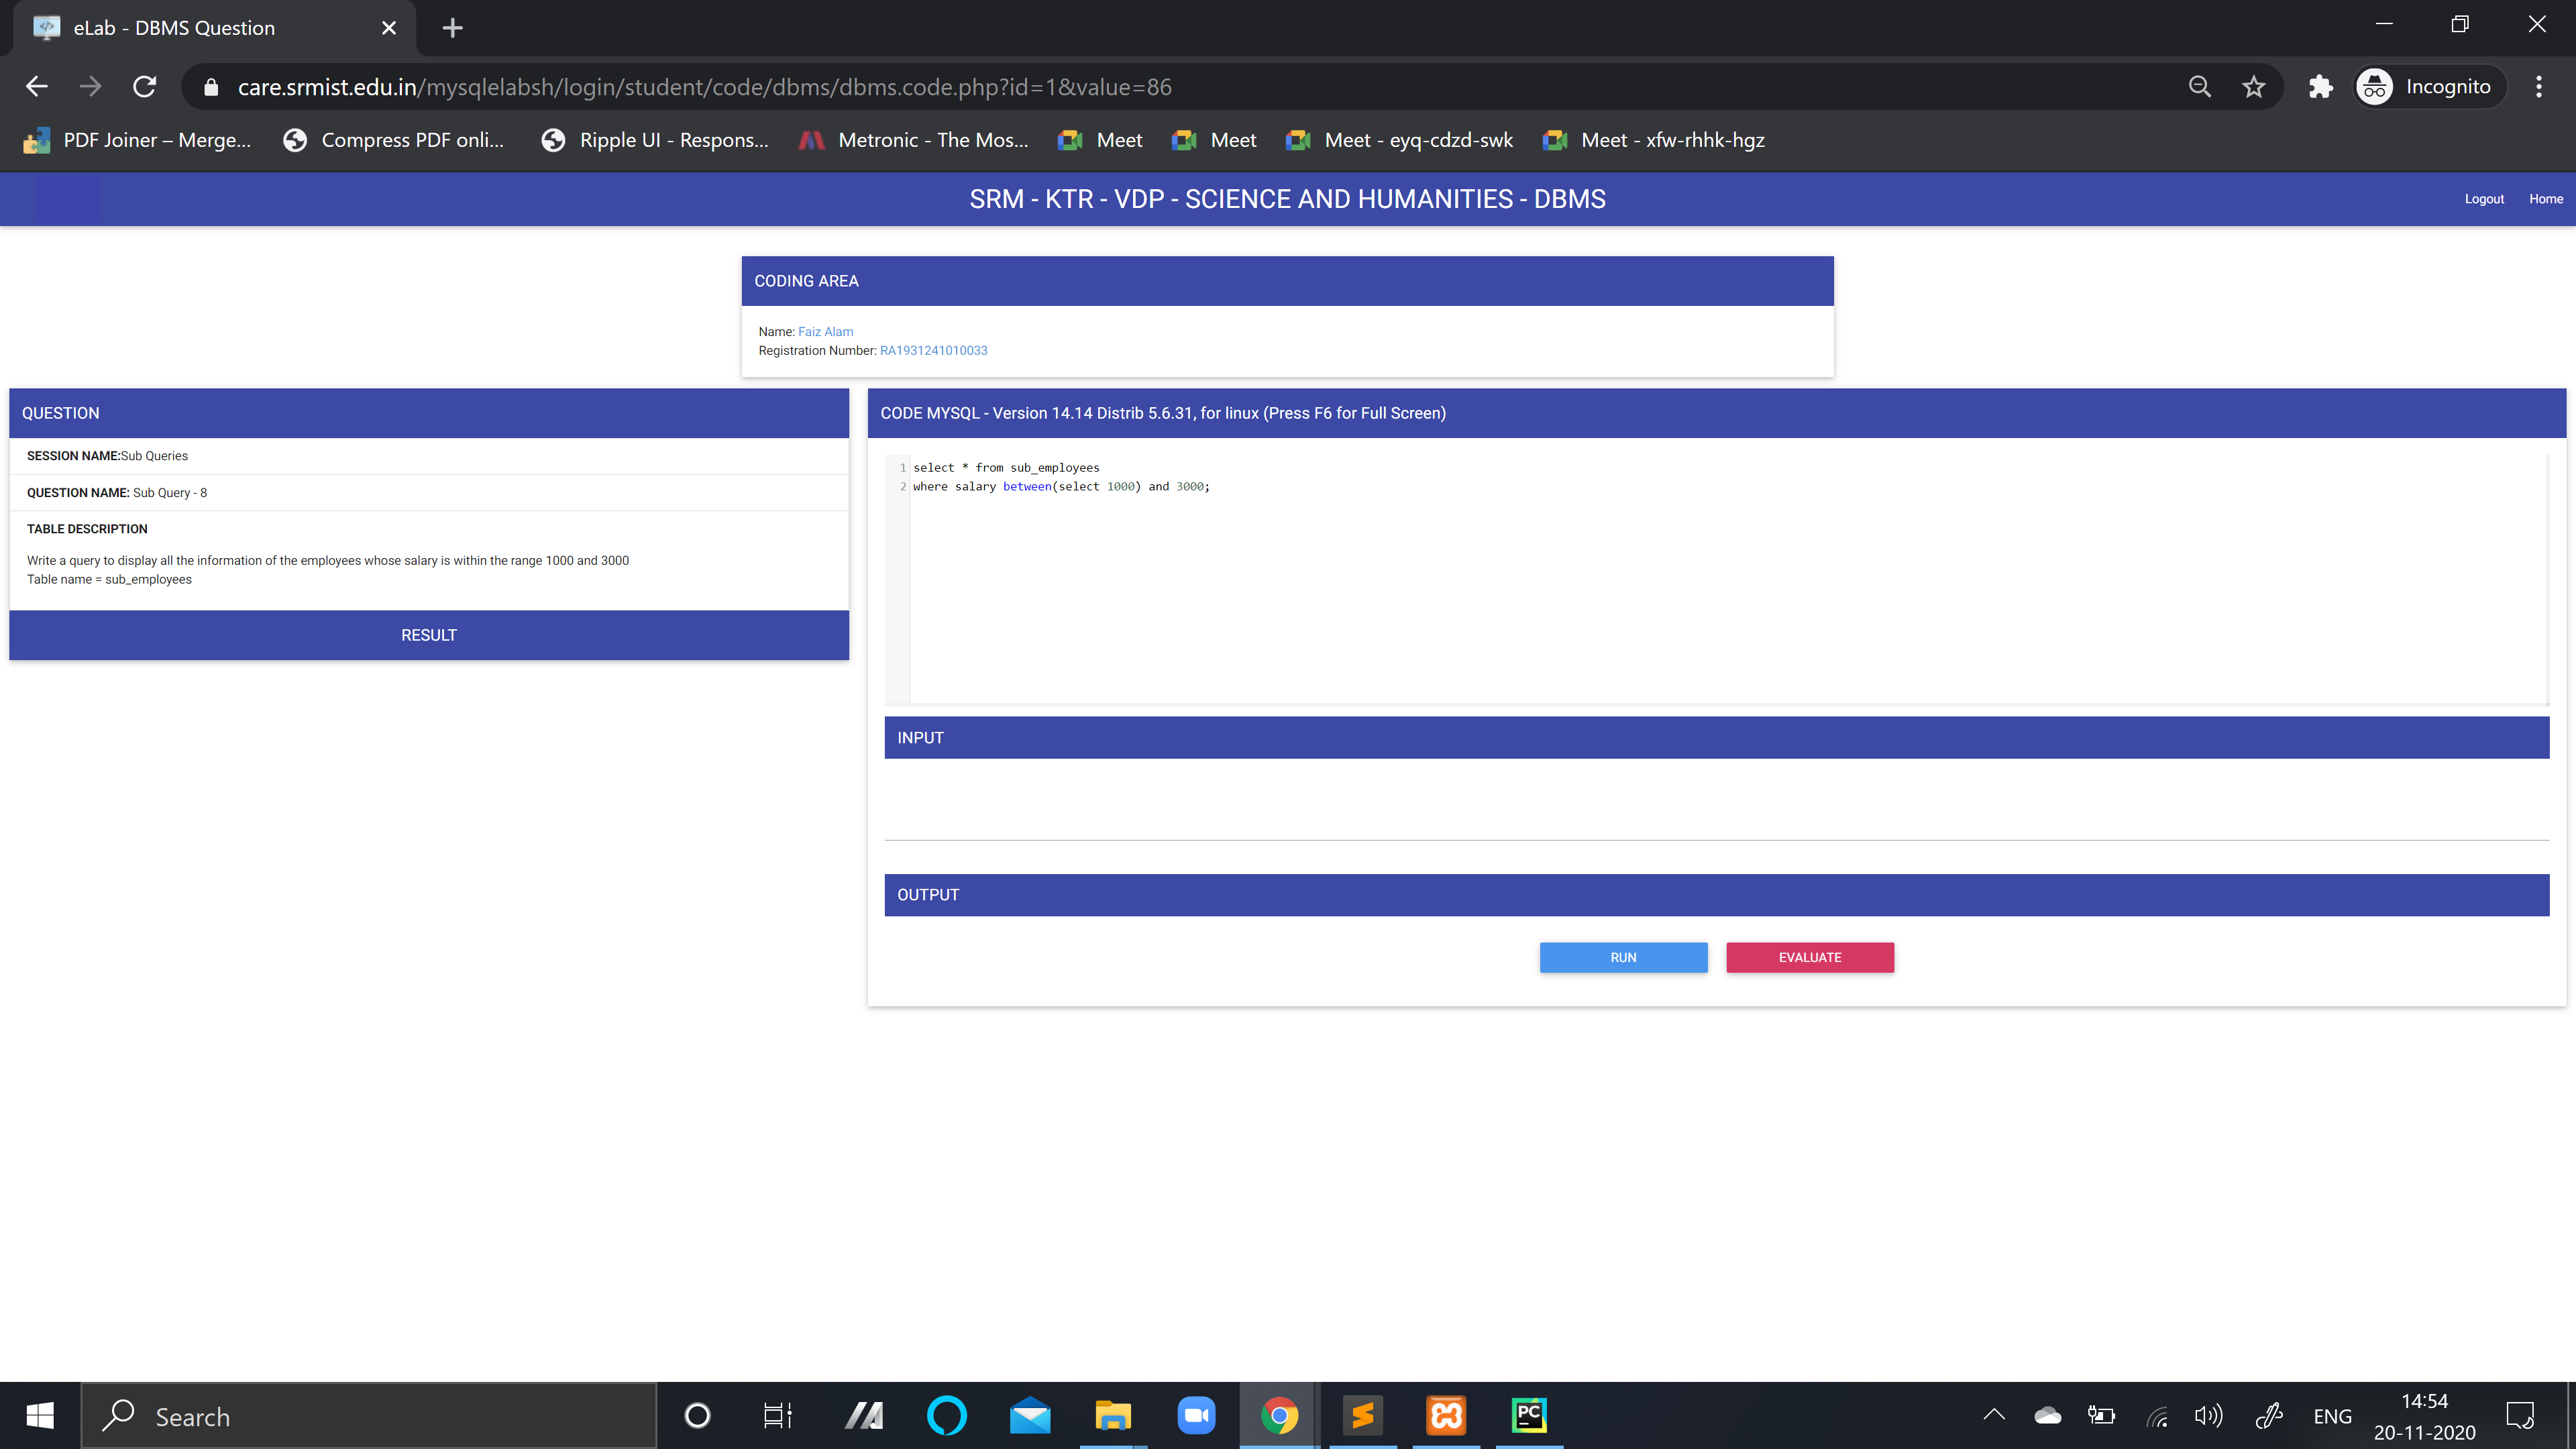 eLab - DBMS Question
care.srmist.edu.in/mysqlelabsh/login/student/code/dbms/dbms.code.php?id=1&value=86
Incognito
PDF Joiner – Merge...
Compress PDF onli...
Ripple UI - Respons...
Metronic - The Mos...
Meet
Meet
Meet - eyq-cdzd-swk
Meet - xfw-rhhk-hgz
SRM - KTR - VDP - SCIENCE AND HUMANITIES - DBMS
Logout
Home
CODING AREA
Name: Faiz Alam
Registration Number: RA1931241010033
QUESTION
SESSION NAME:Sub Queries
QUESTION NAME: Sub Query - 8
TABLE DESCRIPTION
Write a query to display all the information of the employees whose salary is within the range 1000 and 3000
Table name = sub_employees
RESULT
CODE MYSQL - Version 14.14 Distrib 5.6.31, for linux (Press F6 for Full Screen)
1 select * from sub_employees
2 where salary between(select 1000) and 3000;
INPUT
OUTPUT
RUN
EVALUATE
Search
PC
ENG
14:54
20-11-2020